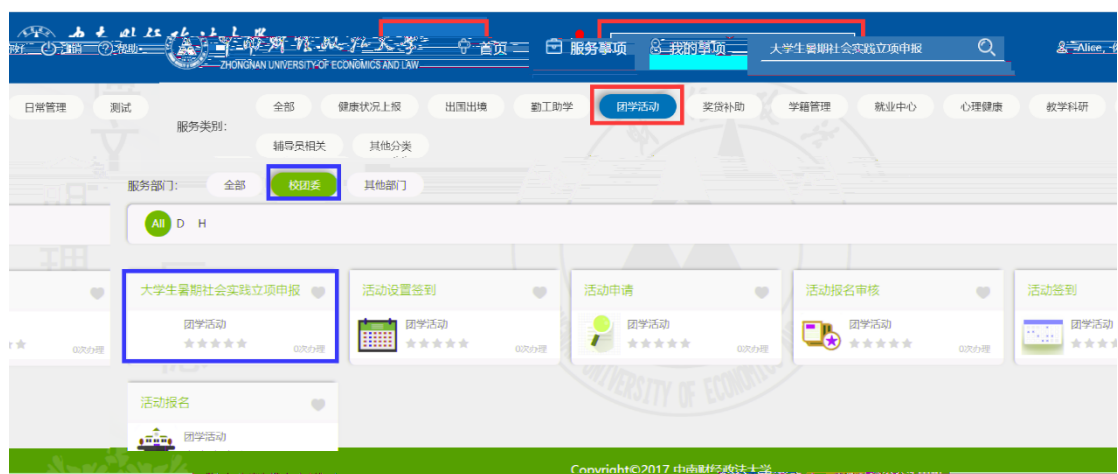 首页
服务事项
我的事项
大学生暑期社会实践立项申报
Alice,
注销
帮助
ZHONGNAN UNIVERSITY OF ECONOMICS AND LAW
日常管理 测试
服务类别:
全部 健康状况上报 出国出境 勤工助学 团学活动 奖贷补助 学籍管理 就业中心 心理健康 教学科研
辅导员相关 其他分类
服务部门: 全部 校团委 其他部门
All D H
大学生暑期社会实践立项申报
团学活动
0次办理
活动设置签到
团学活动
0次办理
活动申请
团学活动
0次办理
活动报名审核
团学活动
0次办理
活动签到
团学活动
0次办理
活动报名
团学活动
UNIVERSITY OF ECONOMICS
Copyright©2017 中南财经政法大学